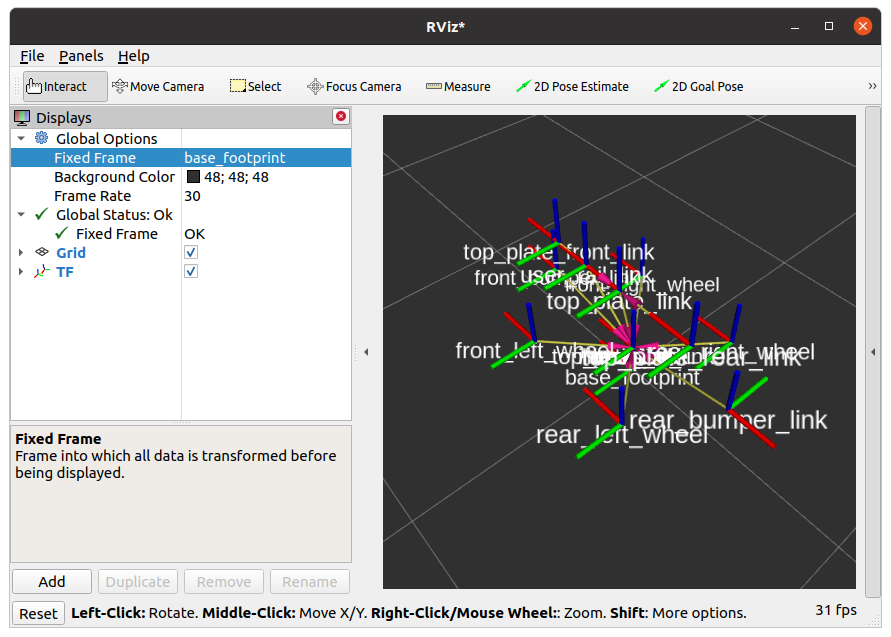 RViz*
File Panels Help
Interact Move Camera Select Focus Camera Measure 2D Pose Estimate 2D Goal Pose »
Displays
Global Options
Fixed Frame base_footprint
Background Color 48; 48; 48
Frame Rate 30
Global Status: Ok
Fixed Frame OK
Grid
TF
top_plate_front_link
front
top_plate_link
front_left_wheel
rear_link
base_footprint
rear_bumper_link
rear_left_wheel
Fixed Frame
Frame into which all data is transformed before
being displayed.
Add Duplicate Remove Rename
Reset Left-Click: Rotate. Middle-Click: Move X/Y. Right-Click/Mouse Wheel:: Zoom. Shift: More options. 31 fps